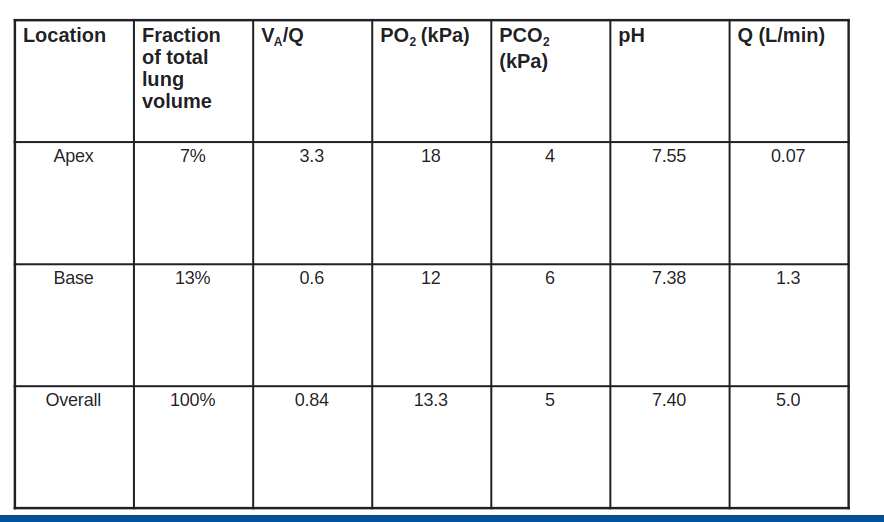 Location Fraction of total lung volume VA/Q PO2 (kPa) PCO2 (kPa) pH Q (L/min)
Apex 7% 3.3 18 4 7.55 0.07
Base 13% 0.6 12 6 7.38 1.3
Overall 100% 0.84 13.3 5 7.40 5.0